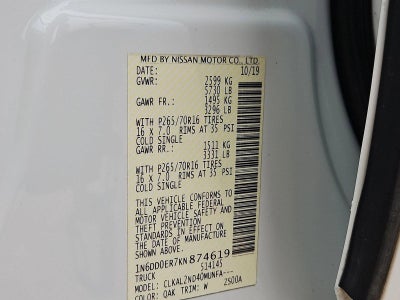 MFD BY NISSAN MOTOR CO., LTD
DATE: 10/19
GVWR: 2599 KG
5730 LB
GAWR FR.: 1495 KG
3296 LB
WITH P265/70R16 TIRES
16 x 7.0 RIMS AT 35 PSI
COLD SINGLE
GAWR RR.: 1511 KG
3331 LB
WITH P265/70R16 TIRES
16 x 7.0 RIMS AT 35 PSI
COLD SINGLE
THIS VEHICLE CONFORMS TO
ALL APPLICABLE FEDERAL
MOTOR VEHICLE SAFETY AND
THEFT PREVENTION
STANDARDS IN EFFECT ON
THE DATE OF MANUFACTURE
1N6DD0ER7KN 874619
TRUCK 514145
MODEL: CLKAL2ND40MUNFA---
COLOR: QAK TRIM: W 2S00A